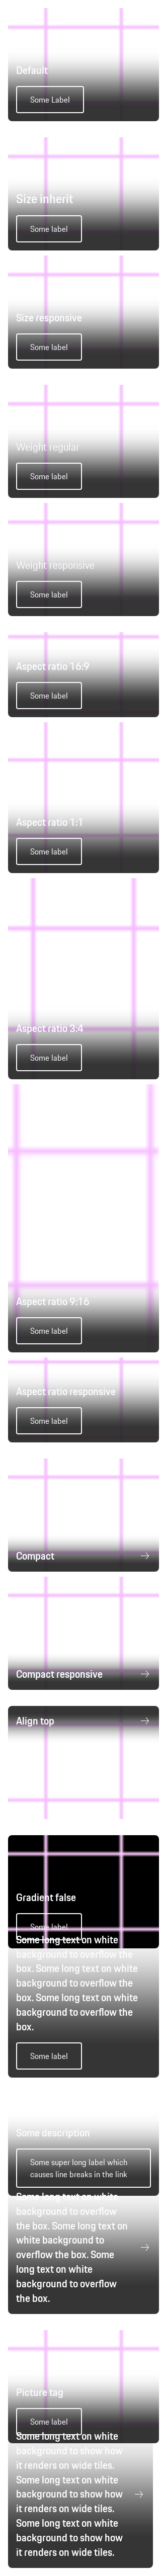 Default
Some Label
Size inherit
Some label
Size responsive
Some label
Weight regular
Some label
Weight responsive
Some label
Aspect ratio 16:9
Some label
Aspect ratio 1:1
Some label
Aspect ratio 3:4
Some label
Aspect ratio 9:16
Some label
Aspect ratio responsive
Some label
Compact
Compact responsive
Align top
Some label
Gradient false
Some label
Some long text on white
background to overflow the
box. Some long text on white
background to overflow the
box. Some long text on white
background to overflow the
box.
Some label
Some description
Some super long label which
causes line breaks in the link
Some long text on white
background to overflow
the box. Some long text on
white background to
overflow the box. Some
long text on white
background to overflow
the box.
Picture tag
Some label
Some long text on white
background to show how
it renders on wide tiles.
Some long text on white
background to show how
it renders on wide tiles.
Some long text on white
background to show how
it renders on wide tiles.